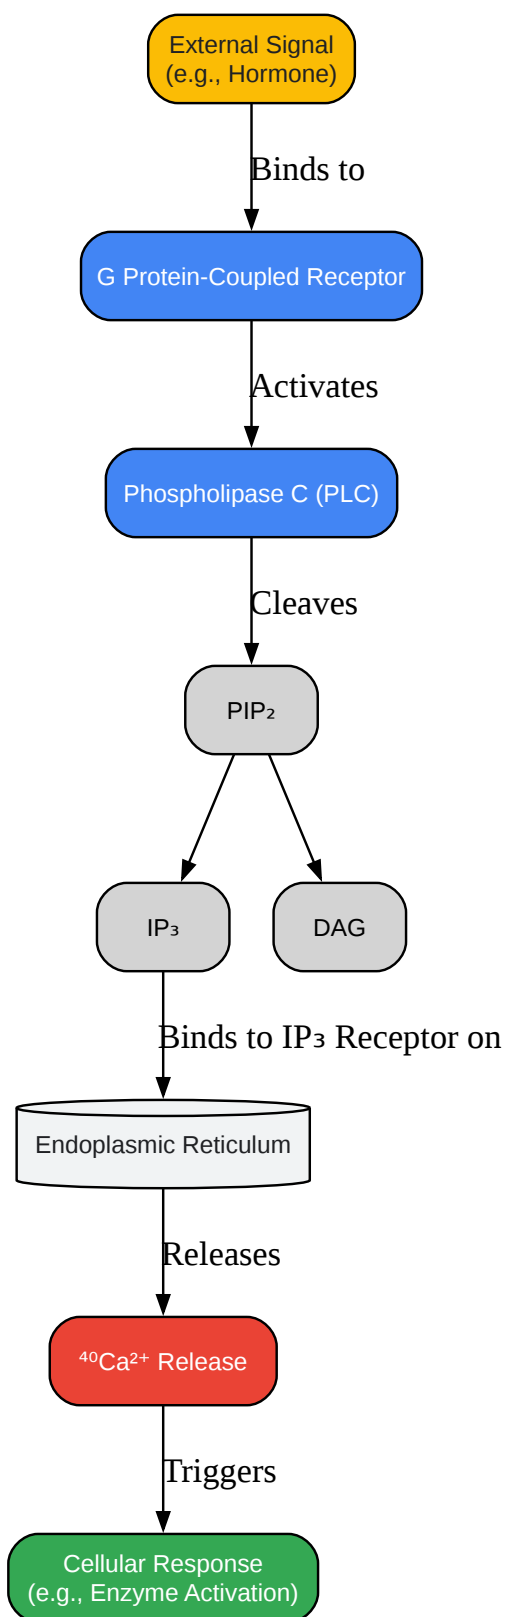 External Signal
(e.g., Hormone)
Binds to
G Protein-Coupled Receptor
Activates
Phospholipase C (PLC)
Cleaves
PIP₂
IP₃
DAG
Binds to IP₃ Receptor on
Endoplasmic Reticulum
Releases
⁴⁰Ca²⁺ Release
Triggers
Cellular Response
(e.g., Enzyme Activation)